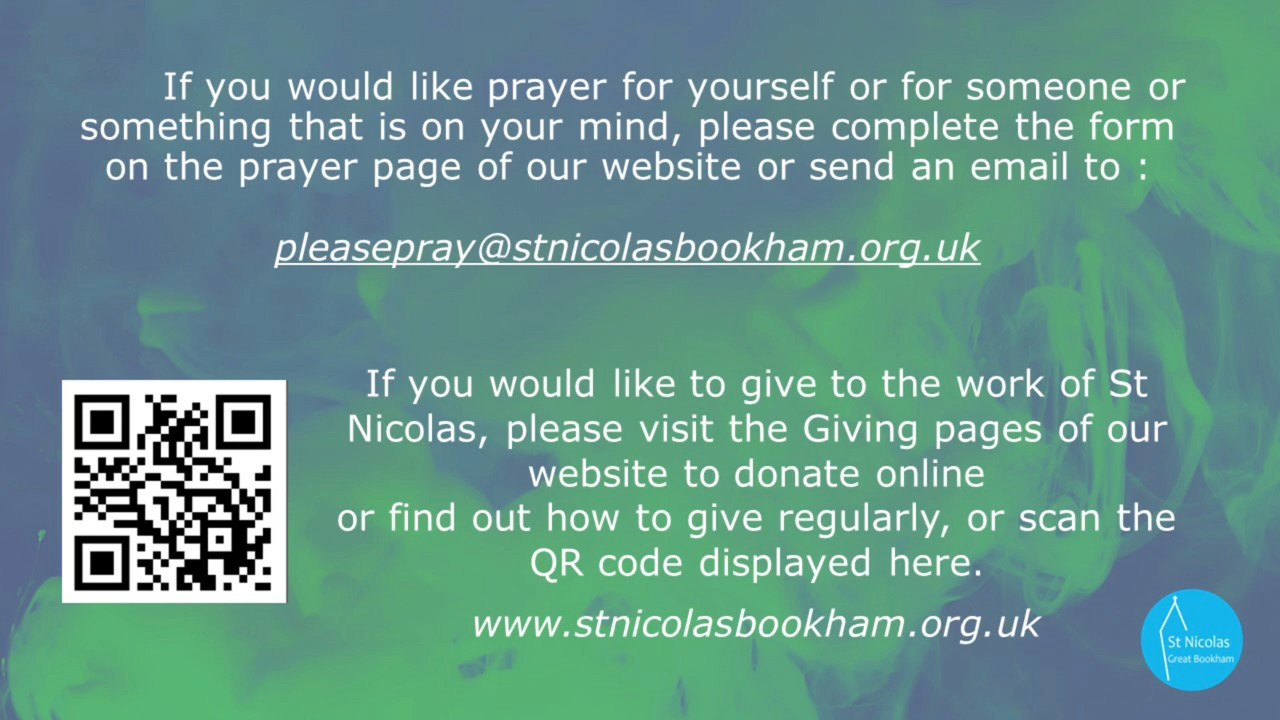 If you would like prayer for yourself or for someone or
something that is on your mind, please complete the form
on the prayer page of our website or send an email to :
pleasepray@stnicolasbookham.org.uk
If you would like to give to the work of St
Nicolas, please visit the Giving pages of our
website to donate online
or find out how to give regularly, or scan the
QR code displayed here.
www.stnicolasbookham.org.uk
St Nicolas
Great Bookham